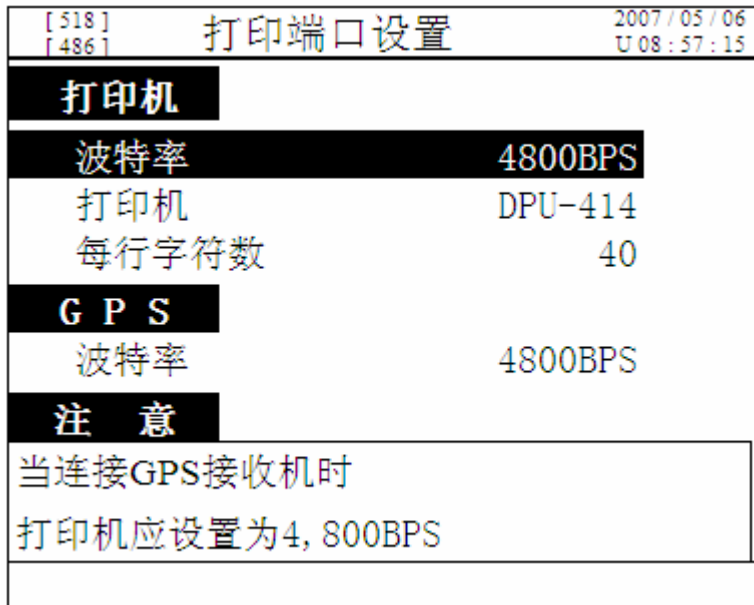 [ 518 ]
[ 486 ]
打印端口设置
2007 / 05 / 06
U 08 : 57 : 15
打印机
波特率 4800BPS
打印机 DPU-414
每行字符数 40
G P S
波特率 4800BPS
注 意
当连接GPS接收机时
打印机应设置为4,800BPS